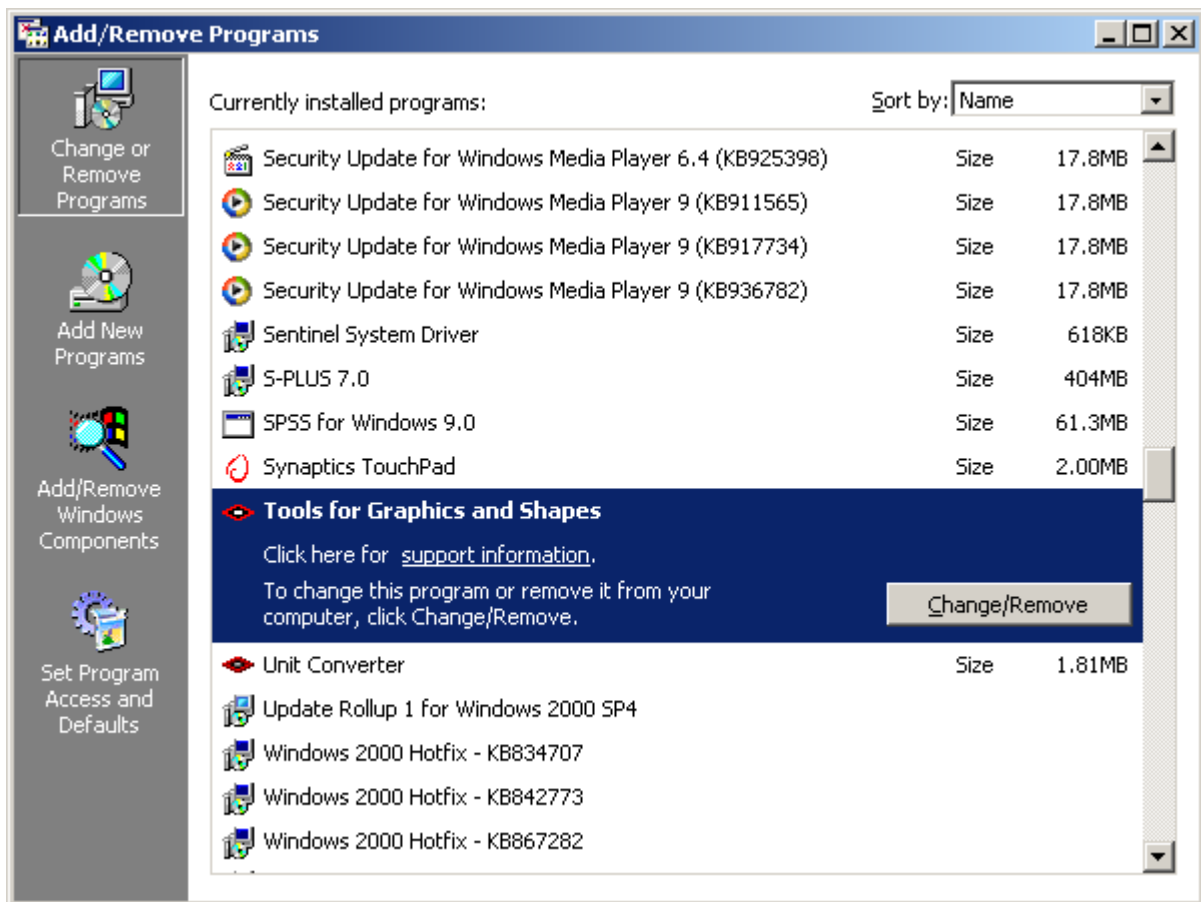 Add/Remove Programs
Change or
Remove
Programs
Add New
Programs
Add/Remove
Windows
Components
Set Program
Access and
Defaults
Currently installed programs:
Sort by: Name
Security Update for Windows Media Player 6.4 (KB925398) Size 17.8MB
Security Update for Windows Media Player 9 (KB911565) Size 17.8MB
Security Update for Windows Media Player 9 (KB917734) Size 17.8MB
Security Update for Windows Media Player 9 (KB936782) Size 17.8MB
Sentinel System Driver Size 618KB
S-PLUS 7.0 Size 404MB
SPSS for Windows 9.0 Size 61.3MB
Synaptics TouchPad Size 2.00MB
Tools for Graphics and Shapes
Click here for support information.
To change this program or remove it from your
computer, click Change/Remove.
Change/Remove
Unit Converter Size 1.81MB
Update Rollup 1 for Windows 2000 SP4
Windows 2000 Hotfix - KB834707
Windows 2000 Hotfix - KB842773
Windows 2000 Hotfix - KB867282